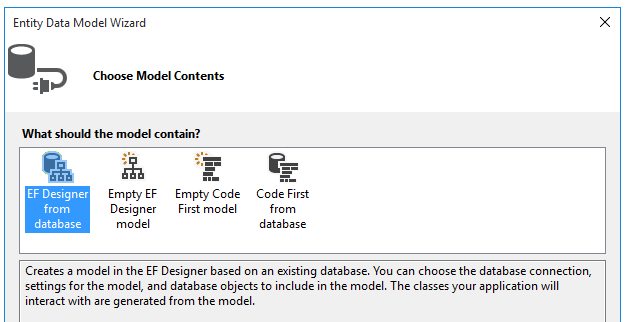 Entity Data Model Wizard
Choose Model Contents
What should the model contain?
EF Designer
from
database
Empty EF
Designer
model
Empty Code
First model
Code First
from
database
Creates a model in the EF Designer based on an existing database. You can choose the database connection,
settings for the model, and database objects to include in the model. The classes your application will
interact with are generated from the model.